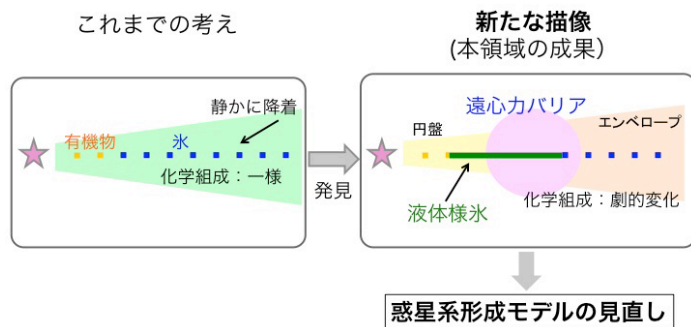 これまでの考え
静かに降着
有機物
氷
化学組成：一様
発見
新たな描像
(本領域の成果)
遠心力バリア
円盤
エンベロープ
液体様氷
化学組成：劇的変化
惑星系形成モデルの見直し